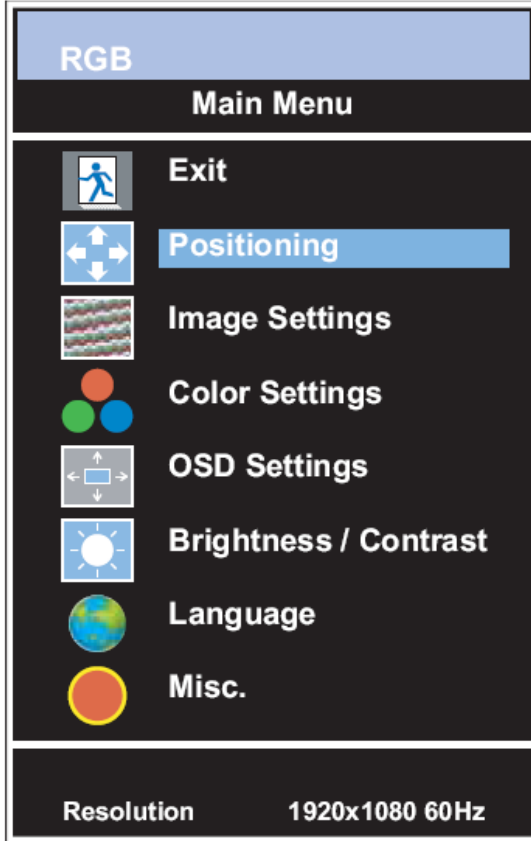 RGB
Main Menu
Exit
Positioning
Image Settings
Color Settings
OSD Settings
Brightness / Contrast
Language
Misc.
Resolution 1920x1080 60Hz